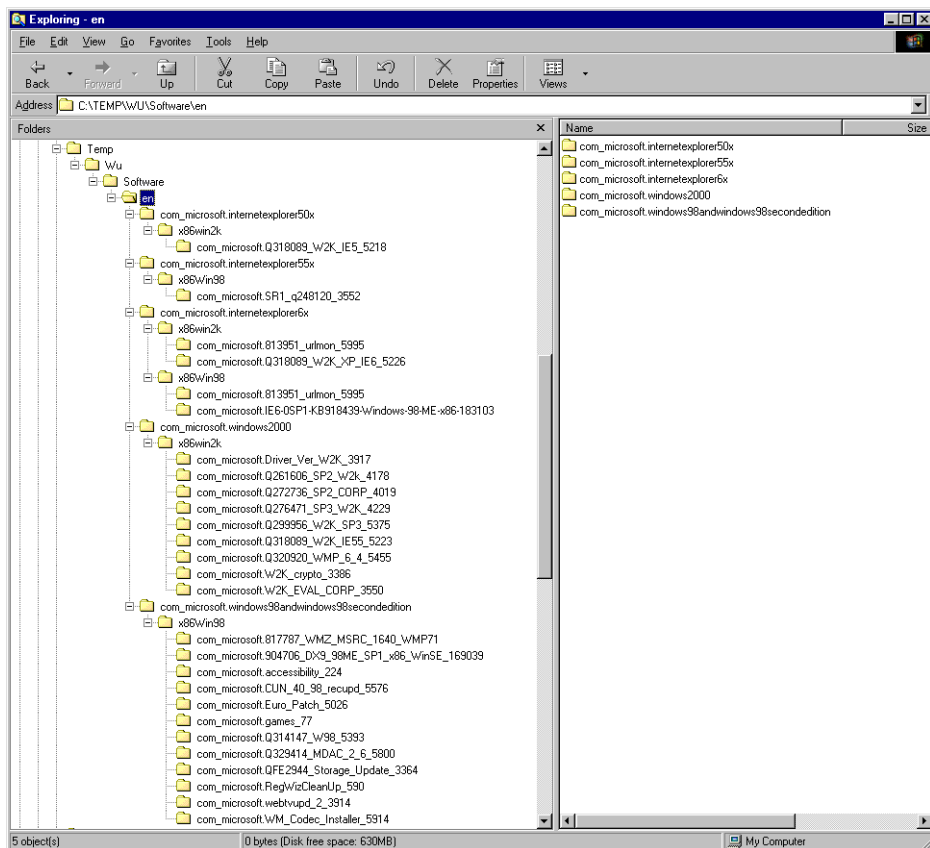 Exploring - en
File Edit View Go Favorites Tools Help
Back Forward Up Cut Copy Paste Undo Delete Properties Views
Address C:\TEMP\WU\Software\en
Folders
Temp
Wu
Software
en
com_microsoft.internetexplorer50x
x86win2k
com_microsoft.Q318089_W2K_IE5_5218
com_microsoft.internetexplorer55x
x86Win98
com_microsoft.SR1_q248120_3552
com_microsoft.internetexplorer6x
x86win2k
com_microsoft.813951_urlmon_5995
com_microsoft.Q318089_W2K_XP_IE6_5226
x86Win98
com_microsoft.813951_urlmon_5995
com_microsoft.IE6-0SP1-KB918439-Windows-98-ME-x86-183103
com_microsoft.windows2000
x86win2k
com_microsoft.Driver_Ver_W2K_3917
com_microsoft.Q261606_SP2_W2k_4178
com_microsoft.Q272736_SP2_CORP_4019
com_microsoft.Q276471_SP3_W2K_4229
com_microsoft.Q299956_W2K_SP3_5375
com_microsoft.Q318089_W2K_IE55_5223
com_microsoft.Q320920_WMP_6_4_5455
com_microsoft.W2K_crypto_3386
com_microsoft.W2K_EVAL_CORP_3550
com_microsoft.windows98andwindows98secondedition
x86Win98
com_microsoft.817787_WMZ_MSRC_1640_WMP71
com_microsoft.904706_DX9_98ME_SP1_x86_WinSE_169039
com_microsoft.accessibility_224
com_microsoft.CUN_40_98_recupd_5576
com_microsoft.Euro_Patch_5026
com_microsoft.games_77
com_microsoft.Q314147_W98_5393
com_microsoft.Q329414_MDAC_2_6_5800
com_microsoft.QFE2944_Storage_Update_3364
com_microsoft.RegWizCleanUp_590
com_microsoft.webtvupd_2_3914
com_microsoft.WM_Codec_Installer_5914
Name Size
com_microsoft.internetexplorer50x
com_microsoft.internetexplorer55x
com_microsoft.internetexplorer6x
com_microsoft.windows2000
com_microsoft.windows98andwindows98secondedition
5 object(s) 0 bytes (Disk free space: 630MB) My Computer